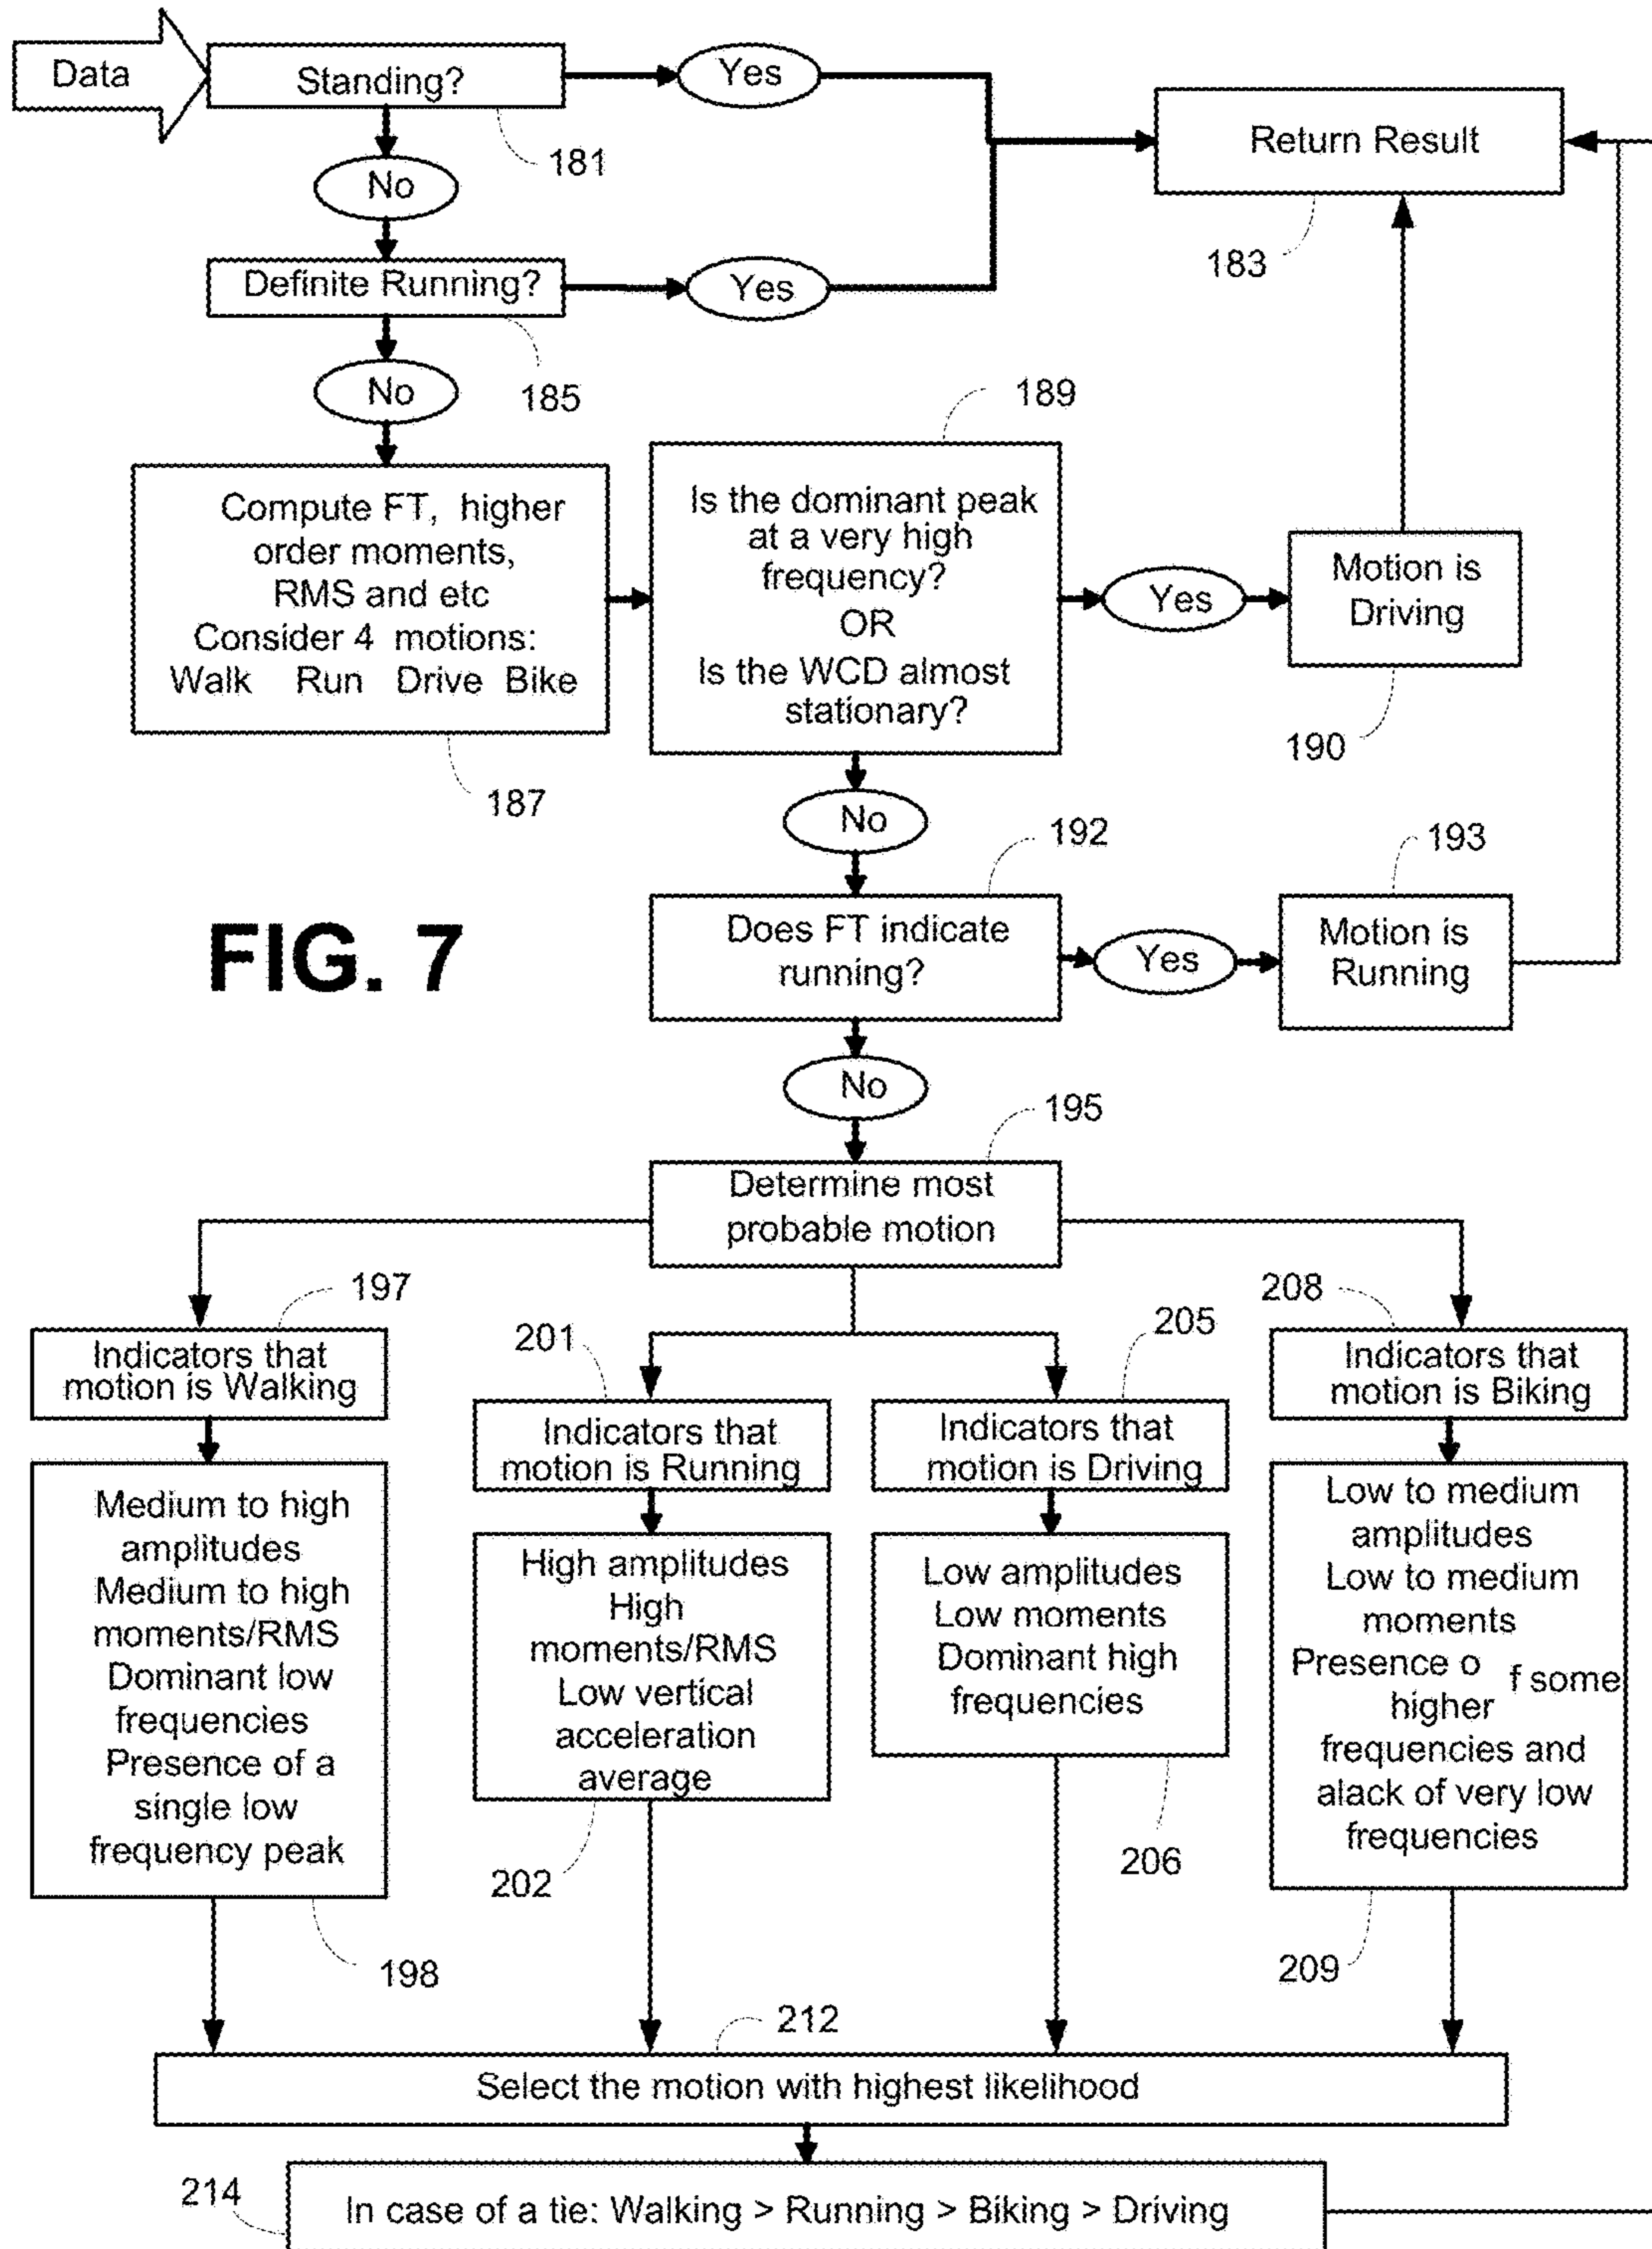 Data
Standing?
Yes
Return Result
181
No
183
Definite Running?
Yes
185
No
189
Compute FT, higher
order moments,
RMS and etc
Consider 4 motions:
Walk Run Drive Bike
187
Is the dominant peak
at a very high
frequency?
OR
Is the WCD almost
stationary?
Yes
Motion is
Driving
190
No
192
193
FIG. 7
Does FT indicate
running?
Yes
Motion is
Running
No
195
Determine most
probable motion
197
201
205
208
Indicators that
motion is Walking
Indicators that
motion is Running
Indicators that
motion is Driving
Indicators that
motion is Biking
Medium to high
amplitudes
Medium to high
moments/RMS
Dominant low
frequencies
Presence of a
single low
frequency peak
198
High amplitudes
High
moments/RMS
Low vertical
acceleration
average
202
Low amplitudes
Low moments
Dominant high
frequencies
206
Low to medium
amplitudes
Low to medium
moments
Presence o f some
higher
frequencies and
alack of very low
frequencies
209
212
Select the motion with highest likelihood
214
In case of a tie: Walking > Running > Biking > Driving